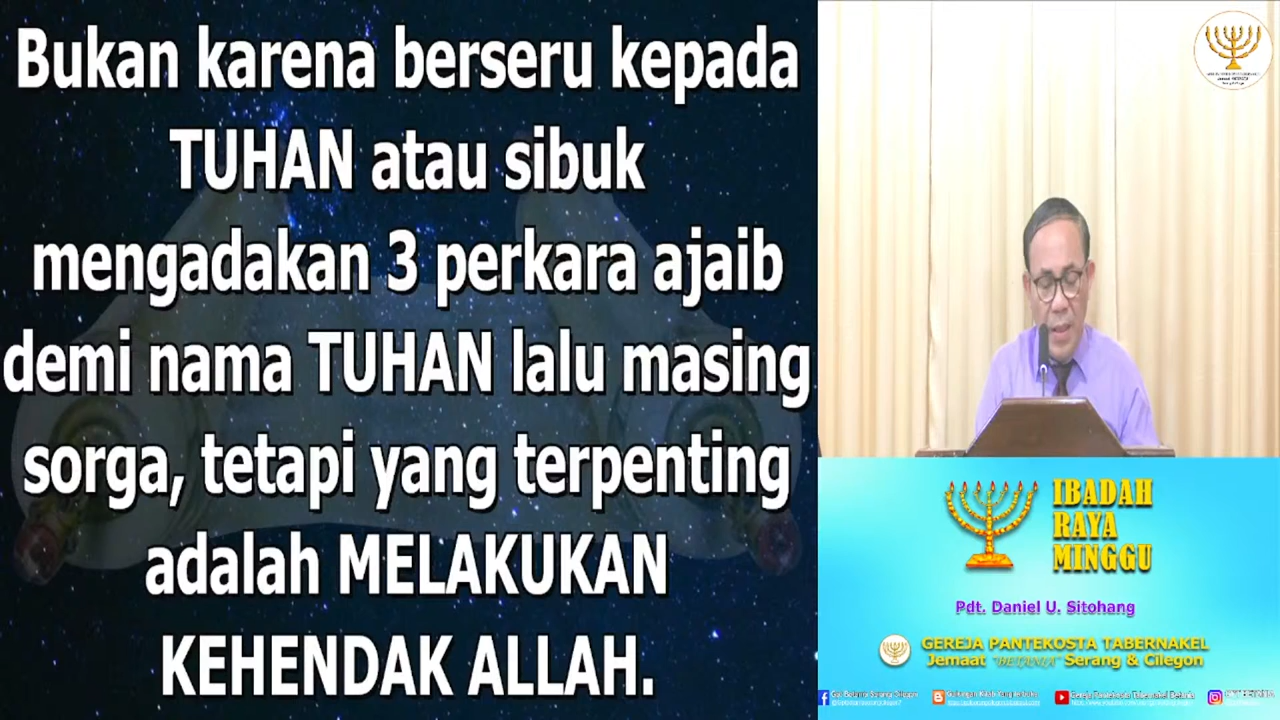 Bukan karena berseru kepada
TUHAN atau sibuk
mengadakan 3 perkara ajaib
demi nama TUHAN lalu masing
sorga, tetapi yang terpenting
adalah MELAKUKAN
KEHENDAK ALLAH.
IBADAH
RAYA
MINGGU
Pdt. Daniel U. Sitohang
GEREJA PANTEKOSTA TABERNAKEL
Jemaat "BETANIA" Serang & Cilegon